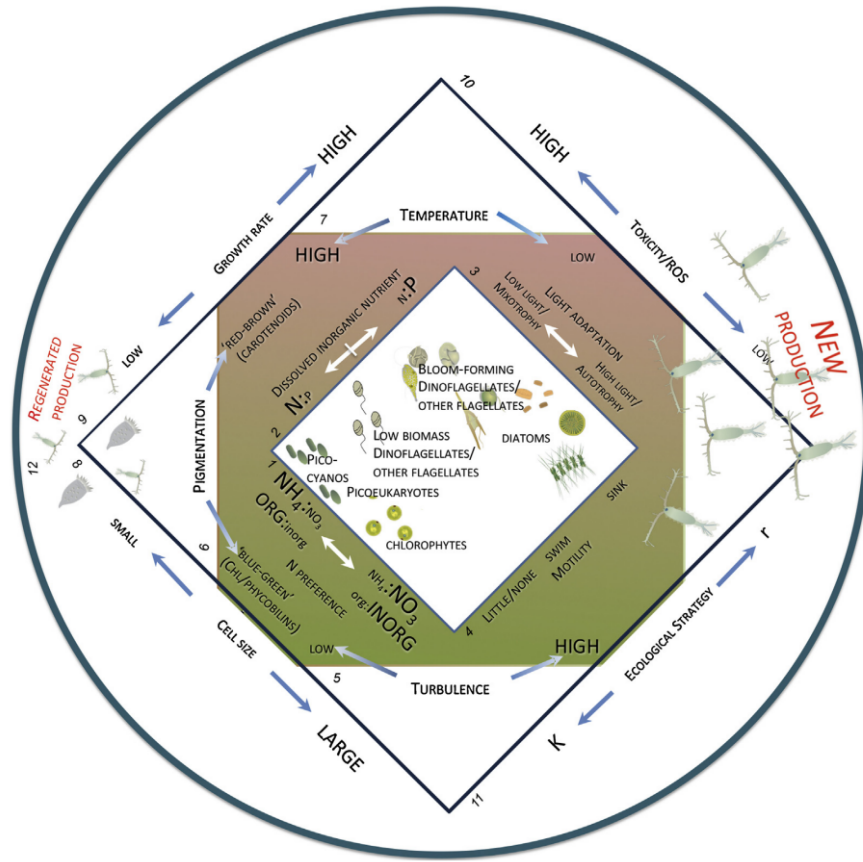 10
HIGH
HIGH
GROWTH RATE
TOXICITY/ROS
7
TEMPERATURE
HIGH
LOW
3
'RED-BROWN'
(CAROTENOIDS)
DISSOLVED INORGANIC NUTRIENT
N:P
N:P
LOW LIGHT/
MIXOTROPHY
LIGHT ADAPTATION
HIGH LIGHT/
AUTOTROPHY
LOW
LOW
REGENERATED
PRODUCTION
NEW
PRODUCTION
BLOOM-FORMING
DINOFLAGELLATES/
OTHER FLAGELLATES
LOW BIOMASS
DINOFLAGELLATES/
OTHER FLAGELLATES
DIATOMS
PICO-
CYANOS
PICOEUKARYOTES
CHLOROPHYTES
9
12
8
2
1
PIGMENTATION
NH4:NO3
ORG:inorg
N PREFERENCE
NH4:NO3
org:INORG
SINK
SWIM
MOTILITY
LITTLE/NONE
4
SMALL
6
'BLUE-GREEN'
(CHL/PHYCOBILINS)
r
CELL SIZE
LOW
HIGH
ECOLOGICAL STRATEGY
5
TURBULENCE
LARGE
K
11